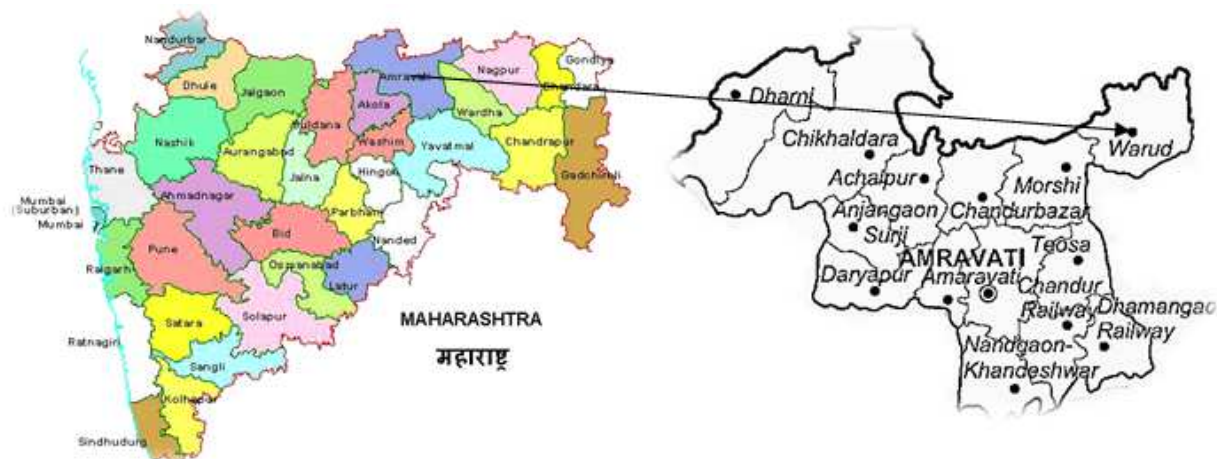 Nandurbar
Dhule
Jalgaon
Amravati
Nagpur
Gondiya
Bhandara
Akola
Wardha
Buldana
Washim
Nashik
Aurangabad
Jalna
Hingoli
Yavatmal
Chandrapur
Gadchiroli
Thane
Ahmadnagar
Parbhani
Mumbai
(Suburban)
Mumbai
Pune
Bid
Nanded
Raigarh
Osmanabad
Latur
Satara
Solapur
Ratnagiri
Sangli
Kolhapur
Sindhudurg
MAHARASHTRA
महाराष्ट्र
Dharni
Chikhaldara
Warud
Achalpur
Morshi
Anjangaon
Surji
Chandurbazar
AMRAVATI
Teosa
Daryapur
Amaravati
Chandur
Railway
Dhamangao
Railway
Nandgaon-
Khandeshwar